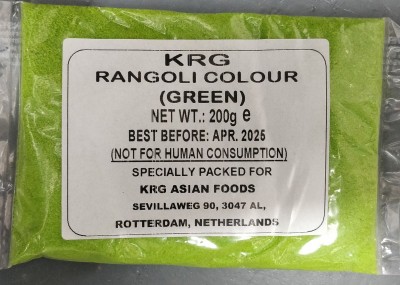 KRG
RANGOLI COLOUR
(GREEN)
NET WT.: 200g e
BEST BEFORE: APR. 2025
(NOT FOR HUMAN CONSUMPTION)
SPECIALLY PACKED FOR
KRG ASIAN FOODS
SEVILLAWEG 90, 3047 AL,
ROTTERDAM, NETHERLANDS